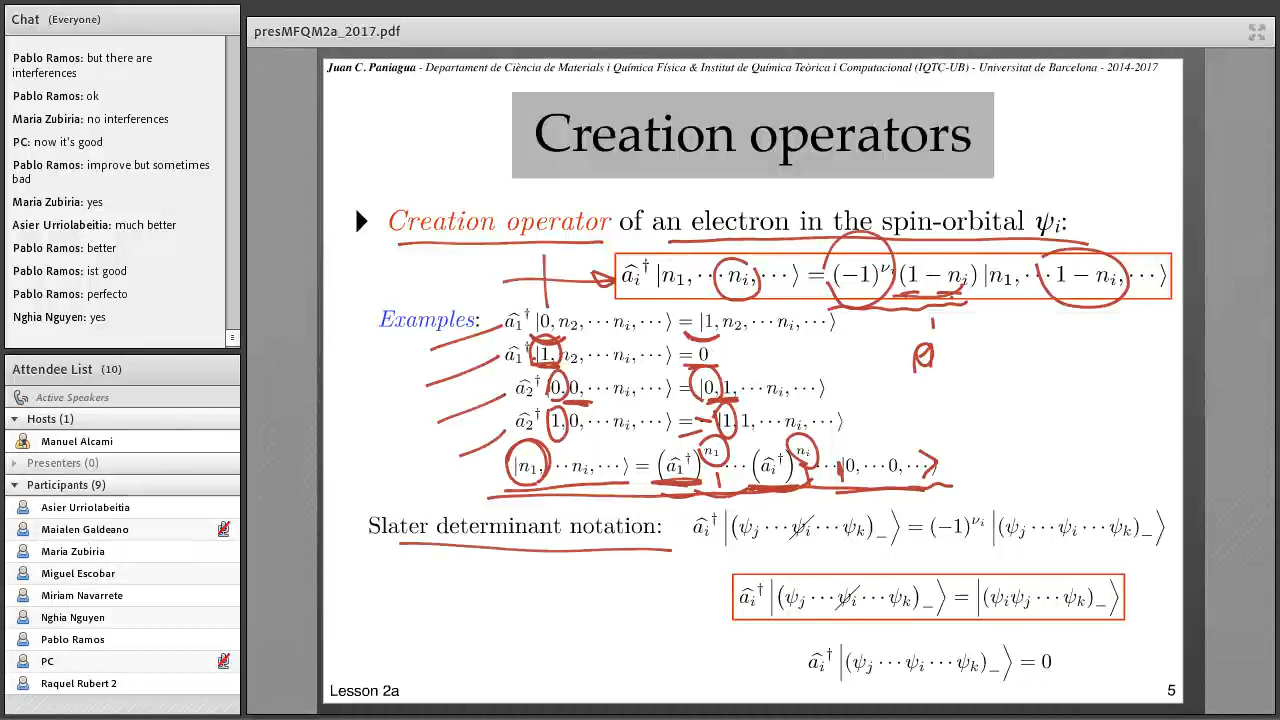 Chat (Everyone)
Pablo Ramos: but there are
interferences
Pablo Ramos: ok
Maria Zubiria: no interferences
PC: now it's good
Pablo Ramos: improve but sometimes
bad
Maria Zubiria: yes
Asier Urriolabeitia: much better
Pablo Ramos: better
Pablo Ramos: ist good
Pablo Ramos: perfecto
Nghia Nguyen: yes
Attendee List (10)
Active Speakers
Hosts (1)
Manuel Alcami
Presenters (0)
Participants (9)
Asier Urriolabeitia
Maialen Galdeano
Maria Zubiria
Miguel Escobar
Miriam Navarrete
Nghia Nguyen
Pablo Ramos
PC
Raquel Rubert 2
presMFQM2a_2017.pdf
Juan C. Paniagua - Departament de Ciència de Materials i Química Física & Institut de Química Teòrica i Computacional (IQTC-UB) - Universitat de Barcelona - 2014-2017
Creation operators
Creation operator of an electron in the spin-orbital ψᵢ:
âᵢ† |n₁, ⋯ nᵢ, ⋯⟩ = (−1)^νᵢ (1 − nᵢ) |n₁, ⋯ 1 − nᵢ, ⋯⟩
Examples: â₁† |0, n₂, ⋯ nᵢ, ⋯⟩ = |1, n₂, ⋯ nᵢ, ⋯⟩
â₁† |1, n₂, ⋯ nᵢ, ⋯⟩ = 0
â₂† |0, 0, ⋯ nᵢ, ⋯⟩ = |0, 1, ⋯ nᵢ, ⋯⟩
â₂† |1, 0, ⋯ nᵢ, ⋯⟩ = − |1, 1, ⋯ nᵢ, ⋯⟩
|n₁, ⋯ nᵢ, ⋯⟩ = (â₁†)^n₁ ⋯ (âᵢ†)^nᵢ ⋯ |0, ⋯ 0, ⋯⟩
Slater determinant notation: âᵢ† |(ψⱼ ⋯ ψ̸ᵢ ⋯ ψₖ)₋⟩ = (−1)^νᵢ |(ψⱼ ⋯ ψᵢ ⋯ ψₖ)₋⟩
âᵢ† |(ψⱼ ⋯ ψ̸ᵢ ⋯ ψₖ)₋⟩ = |(ψᵢψⱼ ⋯ ψₖ)₋⟩
âᵢ† |(ψⱼ ⋯ ψᵢ ⋯ ψₖ)₋⟩ = 0
Lesson 2a
5